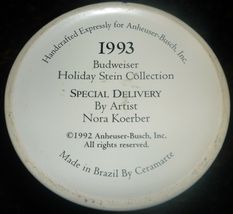 Handcrafted Expressly for Anheuser-Busch, Inc.
1993
Budweiser
Holiday Stein Collection
SPECIAL DELIVERY
By Artist
Nora Koerber
©1992 Anheuser-Busch, Inc.
All rights reserved.
Made in Brazil By Ceramarte